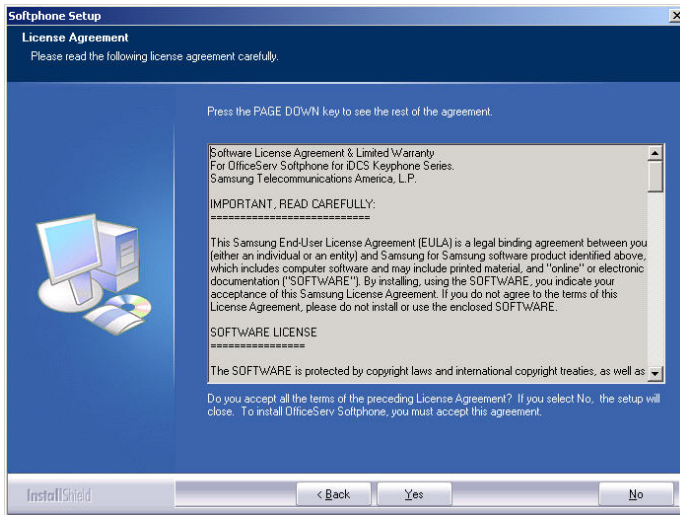 Softphone Setup
License Agreement
Please read the following license agreement carefully.
Press the PAGE DOWN key to see the rest of the agreement.
Software License Agreement & Limited Warranty
For OfficeServ Softphone for iDCS Keyphone Series.
Samsung Telecommunications America, L.P.
IMPORTANT, READ CAREFULLY:
===========================
This Samsung End-User License Agreement (EULA) is a legal binding agreement between you
(either an individual or an entity) and Samsung for Samsung software product identified above,
which includes computer software and may include printed material, and "online" or electronic
documentation ("SOFTWARE"). By installing, using the SOFTWARE, you indicate your
acceptance of this Samsung License Agreement. If you do not agree to the terms of this
License Agreement, please do not install or use the enclosed SOFTWARE.
SOFTWARE LICENSE
================
The SOFTWARE is protected by copyright laws and international copyright treaties, as well as
Do you accept all the terms of the preceding License Agreement? If you select No, the setup will
close. To install OfficeServ Softphone, you must accept this agreement.
InstallShield
< Back
Yes
No